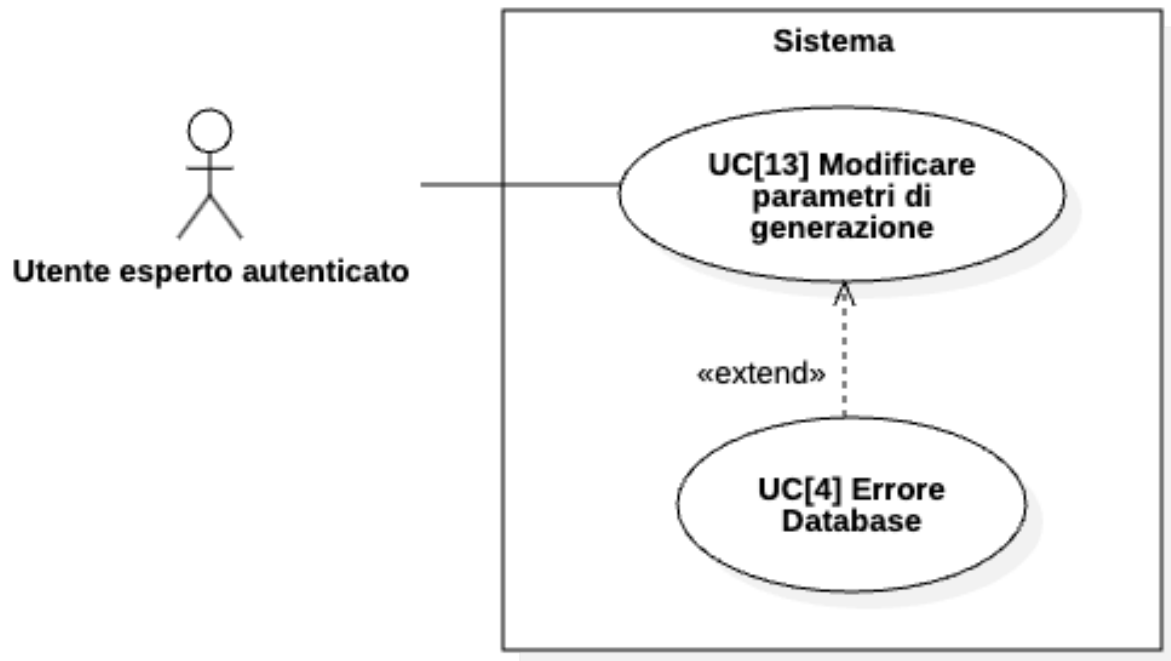 Sistema
UC[13] Modificare
parametri di
generazione
Utente esperto autenticato
«extend»
UC[4] Errore
Database